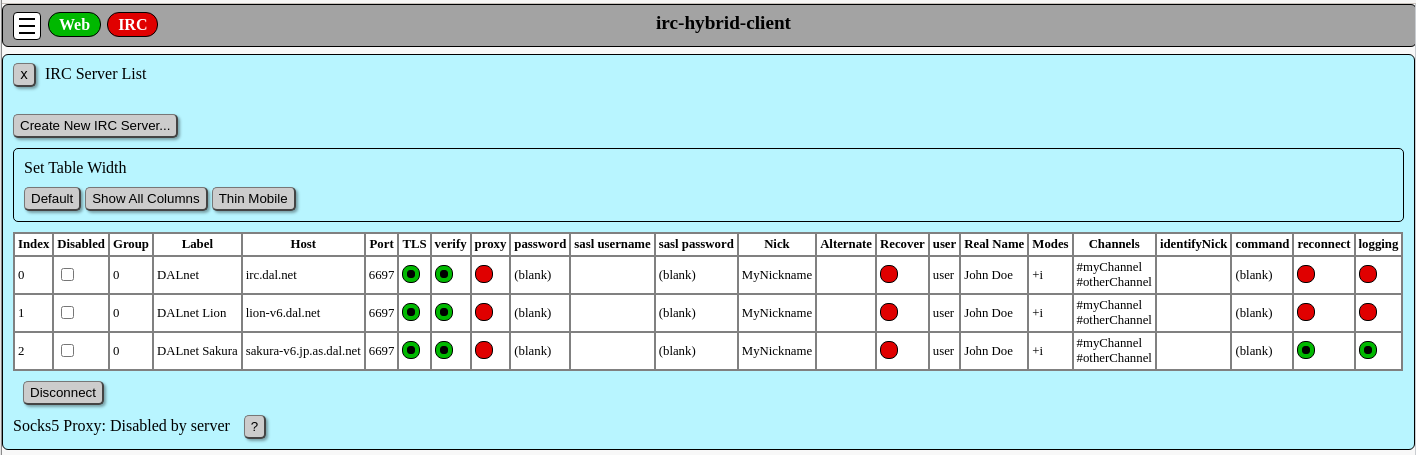 Web IRC irc-hybrid-client
x IRC Server List
Create New IRC Server...
Set Table Width
Default Show All Columns Thin Mobile
Index Disabled Group Label Host Port TLS verify proxy password sasl username sasl password Nick Alternate Recover user Real Name Modes Channels identifyNick command reconnect logging
0 0 DALnet irc.dal.net 6697 (blank) (blank) MyNickname user John Doe +i #myChannel (blank)
#otherChannel
1 0 DALnet Lion lion-v6.dal.net 6697 (blank) (blank) MyNickname user John Doe +i #myChannel (blank)
#otherChannel
2 0 DALnet Sakura sakura-v6.jp.as.dal.net 6697 (blank) (blank) MyNickname user John Doe +i #myChannel (blank)
#otherChannel
Disconnect
Socks5 Proxy: Disabled by server ?